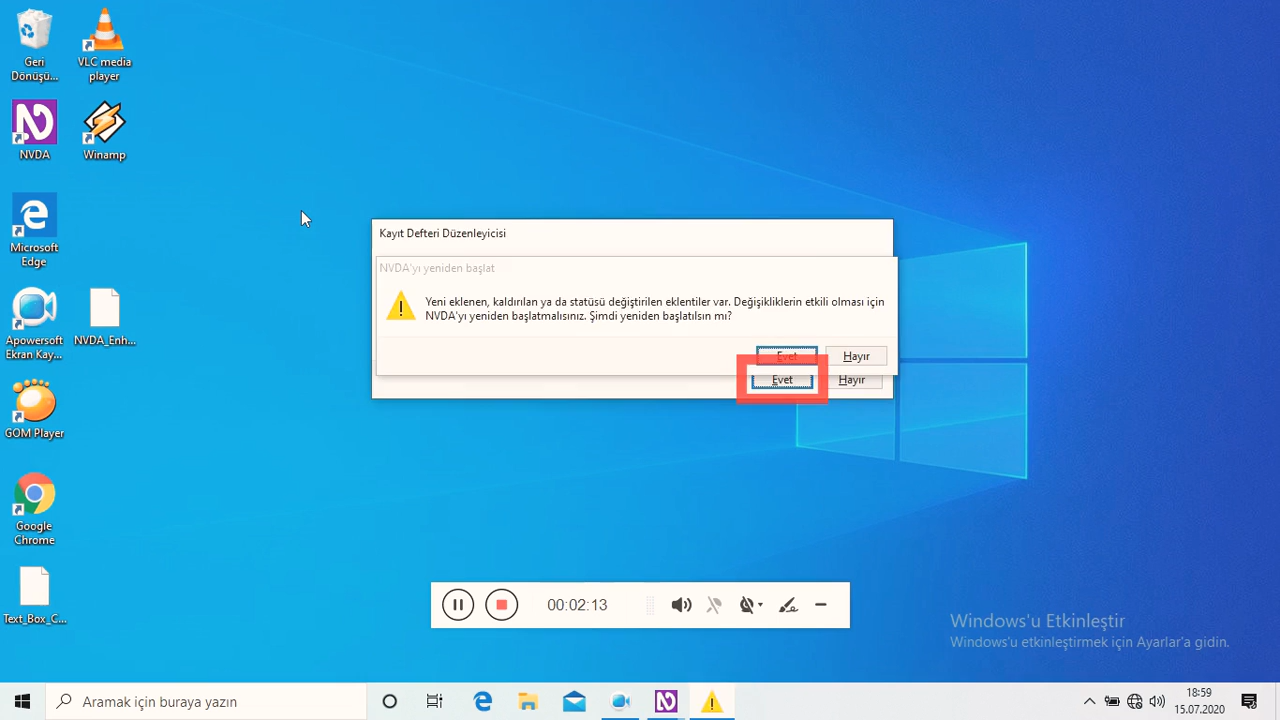 Geri
Dönüşü...
VLC media
player
NVDA
Winamp
Microsoft
Edge
Apowersoft
Ekran Kay...
NVDA_Enh...
GOM Player
Google
Chrome
Text_Box_C...
Kayıt Defteri Düzenleyicisi
NVDA'yı yeniden başlat
Yeni eklenen, kaldırılan ya da statüsü değiştirilen eklentiler var. Değişikliklerin etkili olması için
NVDA'yı yeniden başlatmalısınız. Şimdi yeniden başlatılsın mı?
Evet Hayır
Evet Hayır
00:02:13
Windows'u Etkinleştir
Windows'u etkinleştirmek için Ayarlar'a gidin.
Aramak için buraya yazın
18:59
15.07.2020